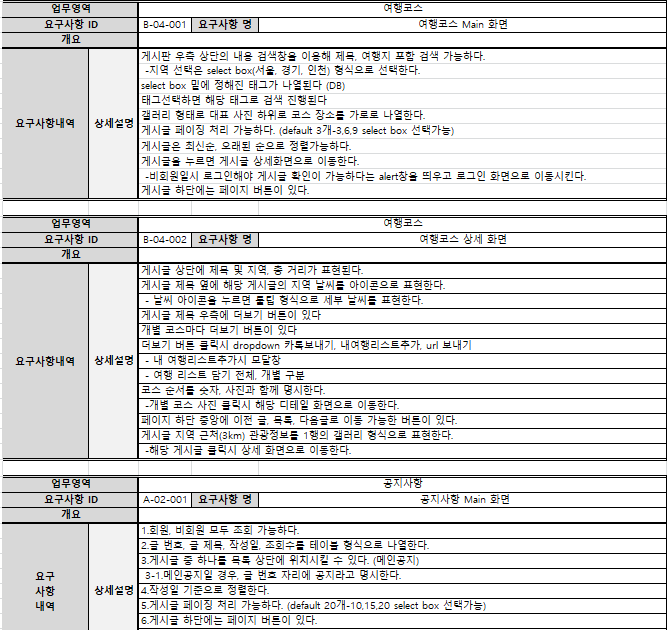 업무영역 여행코스
요구사항 ID B-04-001 요구사항 명 여행코스 Main 화면
개요
요구사항내역 상세설명
게시판 우측 상단의 내용 검색창을 이용해 제목, 여행지 포함 검색 가능하다.
-지역 선택은 select box(서울, 경기, 인천) 형식으로 선택한다.
select box 밑에 정해진 태그가 나열된다 (DB)
태그선택하면 해당 태그로 검색 진행된다
갤러리 형태로 대표 사진 하위로 코스 장소를 가로로 나열한다.
게시글 페이징 처리 가능하다. (default 3개-3,6,9 select box 선택가능)
게시글은 최신순, 오래된 순으로 정렬가능하다.
게시글을 누르면 게시글 상세화면으로 이동한다.
-비회원일시 로그인해야 게시글 확인이 가능하다는 alert창을 띄우고 로그인 화면으로 이동시킨다.
게시글 하단에는 페이지 버튼이 있다.
업무영역 여행코스
요구사항 ID B-04-002 요구사항 명 여행코스 상세 화면
개요
요구사항내역 상세설명
게시글 상단에 제목 및 지역, 총 거리가 표현된다.
게시글 제목 옆에 해당 게시글의 지역 날씨를 아이콘으로 표현한다.
- 날씨 아이콘을 누르면 툴팁 형식으로 세부 날씨를 표현한다.
게시글 제목 우측에 더보기 버튼이 있다
개별 코스마다 더보기 버튼이 있다
더보기 버튼 클릭시 dropdown 카톡보내기, 내여행리스트추가, url 보내기
- 내 여행리스트추가시 모달창
- 여행 리스트 담기 전체, 개별 구분
코스 순서를 숫자, 사진과 함께 명시한다.
-개별 코스 사진 클릭시 해당 디테일 화면으로 이동한다.
페이지 하단 중앙에 이전 글, 목록, 다음글로 이동 가능한 버튼이 있다.
게시글 지역 근처(3km) 관광정보를 1행의 갤러리 형식으로 표현한다.
-해당 게시글 클릭시 상세 화면으로 이동한다.
업무영역 공지사항
요구사항 ID A-02-001 요구사항 명 공지사항 Main 화면
개요
요구
사항
내역
상세설명
1.회원, 비회원 모두 조회 가능하다.
2.글 번호, 글 제목, 작성일, 조회수를 테이블 형식으로 나열한다.
3.게시글 중 하나를 목록 상단에 위치시킬 수 있다. (메인공지)
3-1.메인공지일 경우, 글 번호 자리에 공지라고 명시한다.
4.작성일 기준으로 정렬한다.
5.게시글 페이징 처리 가능하다. (default 20개-10,15,20 select box 선택가능)
6.게시글 하단에는 페이지 버튼이 있다.